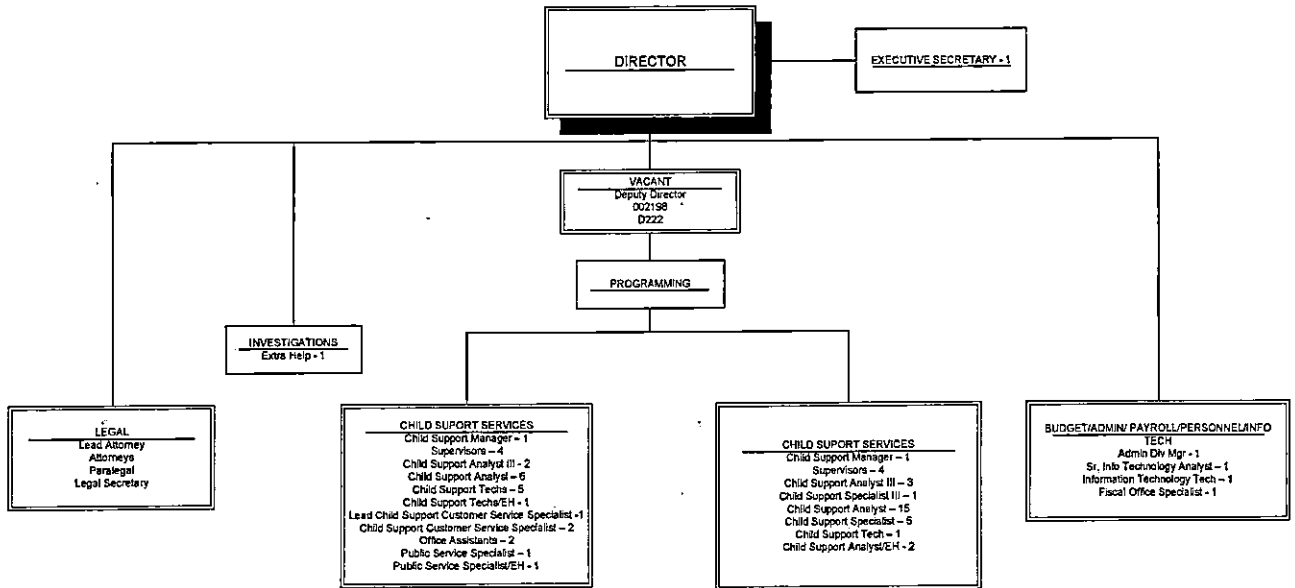 DIRECTOR
EXECUTIVE SECRETARY - 1
VACANT
Deputy Director
002198
D222
PROGRAMMING
INVESTIGATIONS
Extra Help - 1
LEGAL
Lead Attorney
Attorneys
Paralegal
Legal Secretary
CHILD SUPORT SERVICES
Child Support Manager – 1
Supervisors – 4
Child Support Analyst III - 2
Child Support Analyst – 6
Child Support Techs – 5
Child Support Techs/EH - 1
Lead Child Support Customer Service Specialist -1
Child Support Customer Service Specialist – 2
Office Assistants – 2
Public Service Specialist – 1
Public Service Specialist/EH - 1
CHILD SUPORT SERVICES
Child Support Manager – 1
Supervisors – 4
Child Support Analyst III – 3
Child Support Specialist III – 1
Child Support Analyst – 15
Child Support Specialist – 5
Child Support Tech – 1
Child Support Analyst/EH - 2
BUDGET/ADMIN/ PAYROLL/PERSONNEL/INFO
TECH
Admin Div Mgr - 1
Sr. Info Technology Analyst – 1
Information Technology Tech – 1
Fiscal Office Specialist - 1